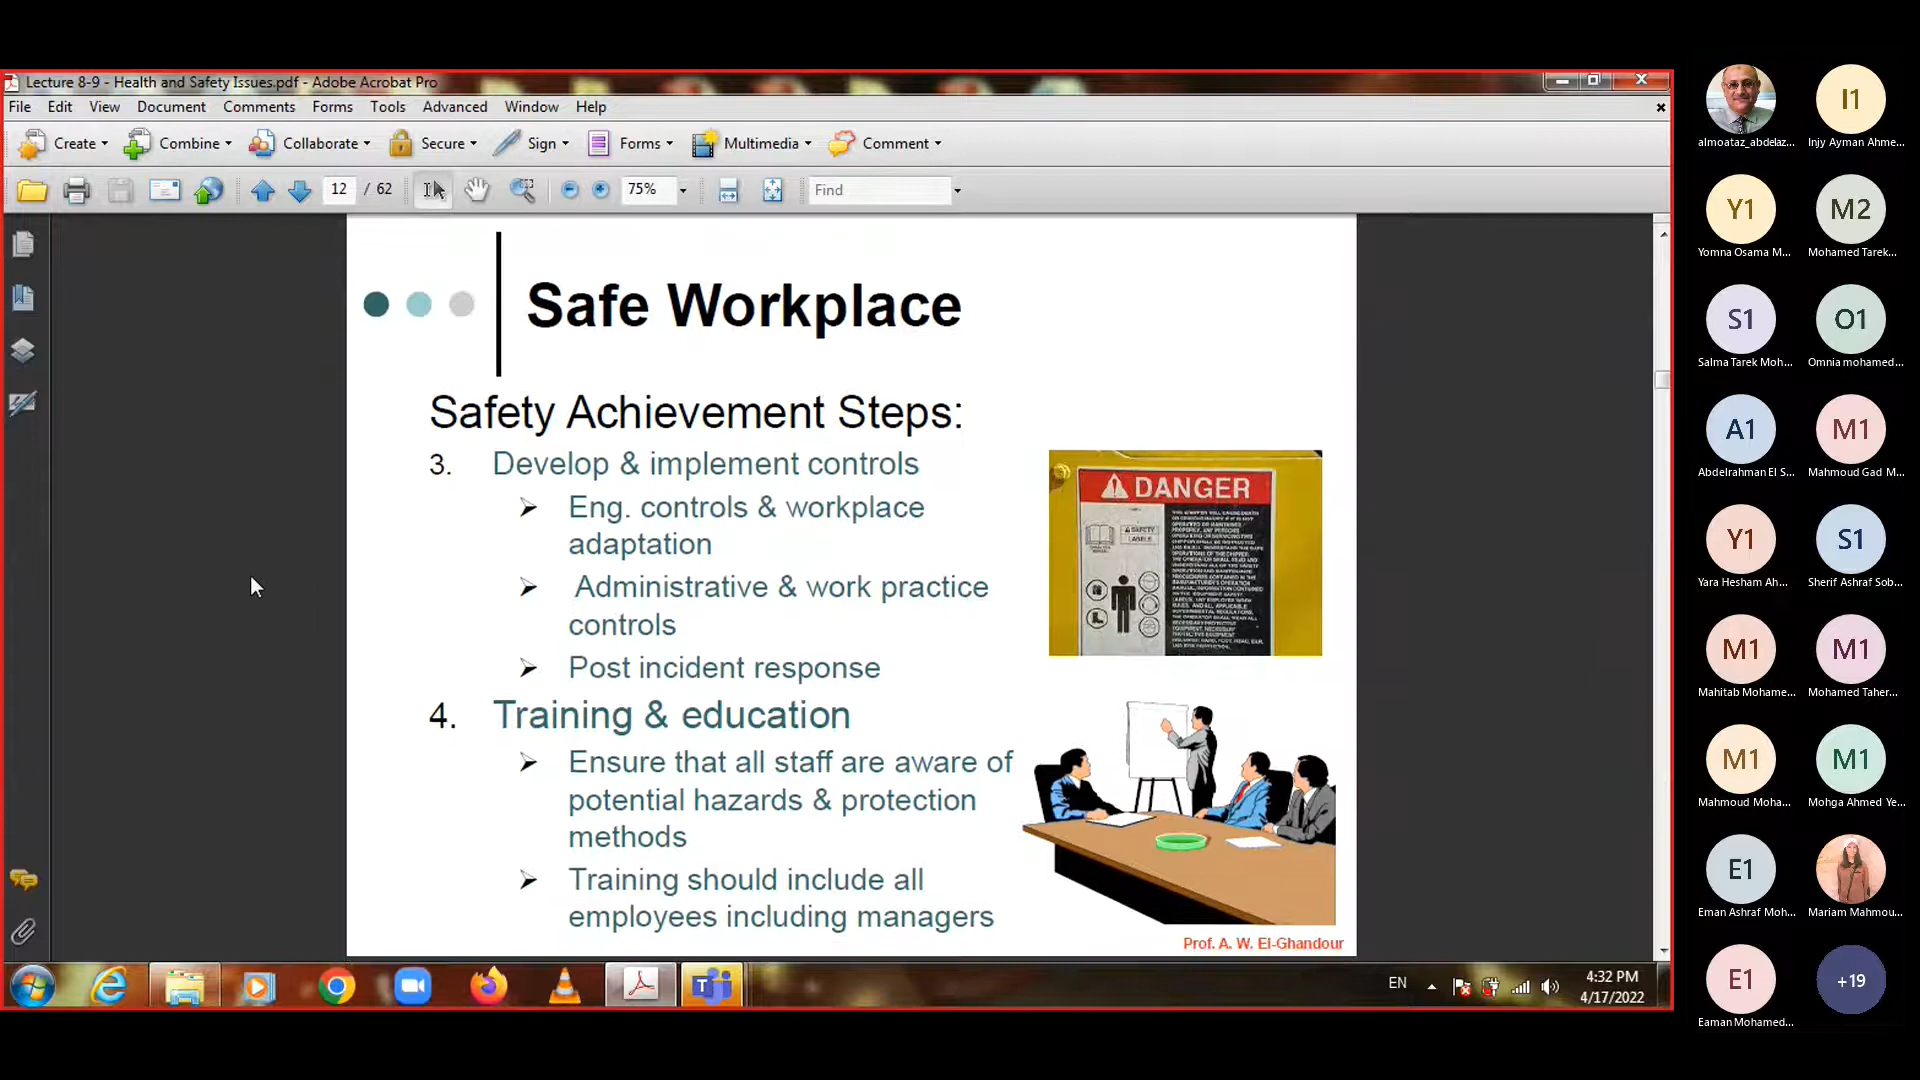 Lecture 8-9 - Health and Safety Issues.pdf - Adobe Acrobat Pro
File Edit View Document Comments Forms Tools Advanced Window Help
Create Combine Collaborate Secure Sign Forms Multimedia Comment
12 / 62 75% Find
Safe Workplace
Safety Achievement Steps:
3. Develop & implement controls
Eng. controls & workplace
adaptation
Administrative & work practice
controls
Post incident response
4. Training & education
Ensure that all staff are aware of
potential hazards & protection
methods
Training should include all
employees including managers
DANGER
SAFETY
LABELS
Prof. A. W. El-Ghandour
EN
4:32 PM
4/17/2022
almoataz_abdelaz...
I1
Injy Ayman Ahme...
Y1
Yomna Osama M...
M2
Mohamed Tarek...
S1
Salma Tarek Moh...
O1
Omnia mohamed...
A1
Abdelrahman El S...
M1
Mahmoud Gad M...
Y1
Yara Hesham Ah...
S1
Sherif Ashraf Sob...
M1
Mahitab Mohame...
M1
Mohamed Taher...
M1
Mahmoud Moha...
M1
Mohga Ahmed Ye...
E1
Eman Ashraf Moh...
Mariam Mahmou...
E1
Eaman Mohamed...
+19